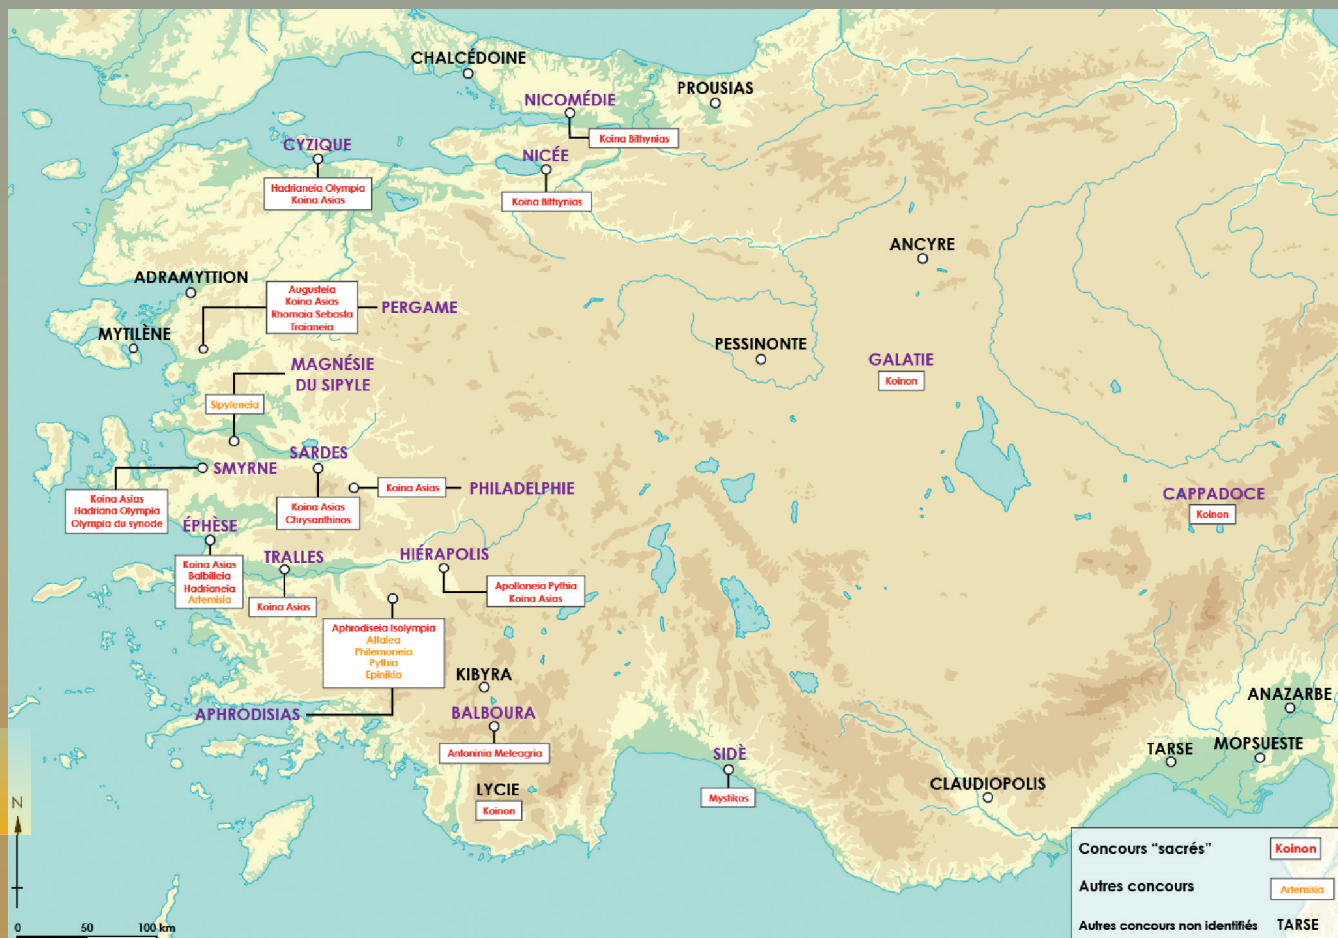 CHALCÉDOINE
NICOMÉDIE
Koina Bithynias
PROUSIAS
CYZIQUE
Hadrianeia Olympia
Koina Asias
NICÉE
Koina Bithynias
ANCYRE
ADRAMYTTION
Augusteia
Koina Asias
Rhomaia Sebasta
Traianeia
PERGAME
MYTILÈNE
PESSINONTE
GALATIE
Koinon
MAGNÉSIE
DU SIPYLE
Sipyleneia
SMYRNE
Koina Asias
Hadriana Olympia
Olympia du synode
SARDES
Koina Asias
Chrysanthinos
Koina Asias
PHILADELPHIE
CAPPADOCE
Koinon
ÉPHÈSE
Koina Asias
Balbilleia
Hadrianeia
Artemisia
TRALLES
Koina Asias
HIÉRAPOLIS
Apolloneia Pythia
Koina Asias
Aphrodiseia Isolympia
Attalea
Philemoneia
Pythia
Epinikia
APHRODISIAS
KIBYRA
BALBOURA
Antoninia Meleagria
LYCIE
Koinon
SIDÈ
Mystikos
CLAUDIOPOLIS
TARSE
MOPSUESTE
ANAZARBE
N
0 50 100 km
Concours “sacrés” Koinon
Autres concours Artemisia
Autres concours non identifiés TARSE